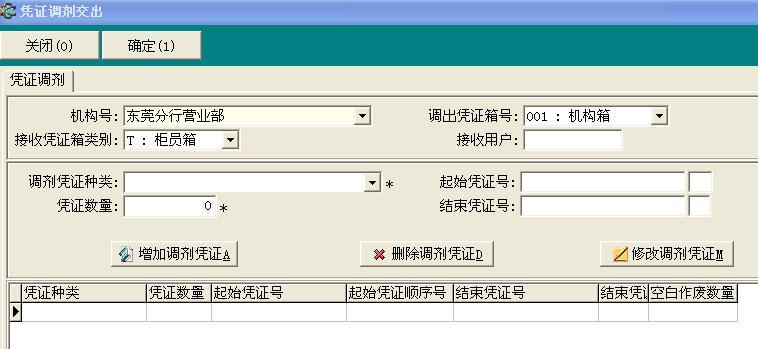 凭证调剂交出
关闭(0) 确定(1)
凭证调剂
机构号: 东莞分行营业部 调出凭证箱号: 001 : 机构箱
接收凭证箱类别: T : 柜员箱 接收用户:
调剂凭证种类: * 起始凭证号:
凭证数量: 0 * 结束凭证号:
增加调剂凭证A 删除调剂凭证D 修改调剂凭证M
凭证种类 凭证数量 起始凭证号 起始凭证顺序号 结束凭证号 结束凭 空白作废数量